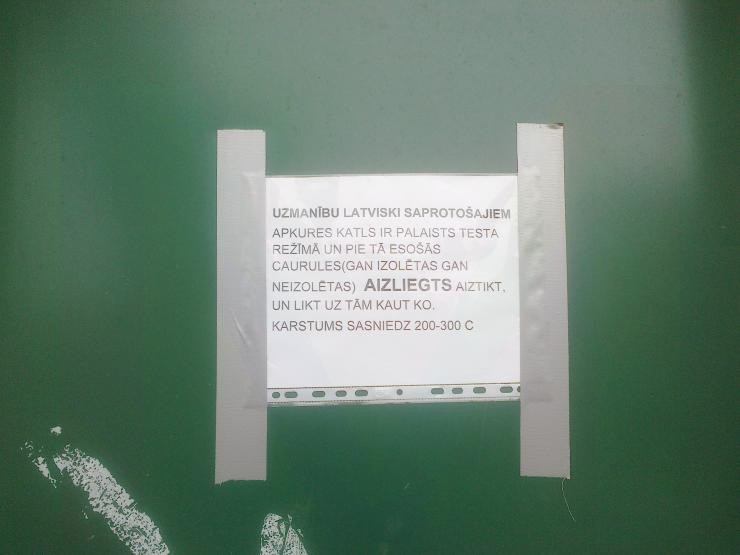 UZMANĪBU LATVISKI SAPROTOŠAJIEM
APKURES KATLS IR PALAISTS TESTA
REŽĪMĀ UN PIE TĀ ESOŠĀS
CAURULES(GAN IZOLĒTAS GAN
NEIZOLĒTAS) AIZLIEGTS AIZTIKT,
UN LIKT UZ TĀM KAUT KO.
KARSTUMS SASNIEDZ 200-300 C